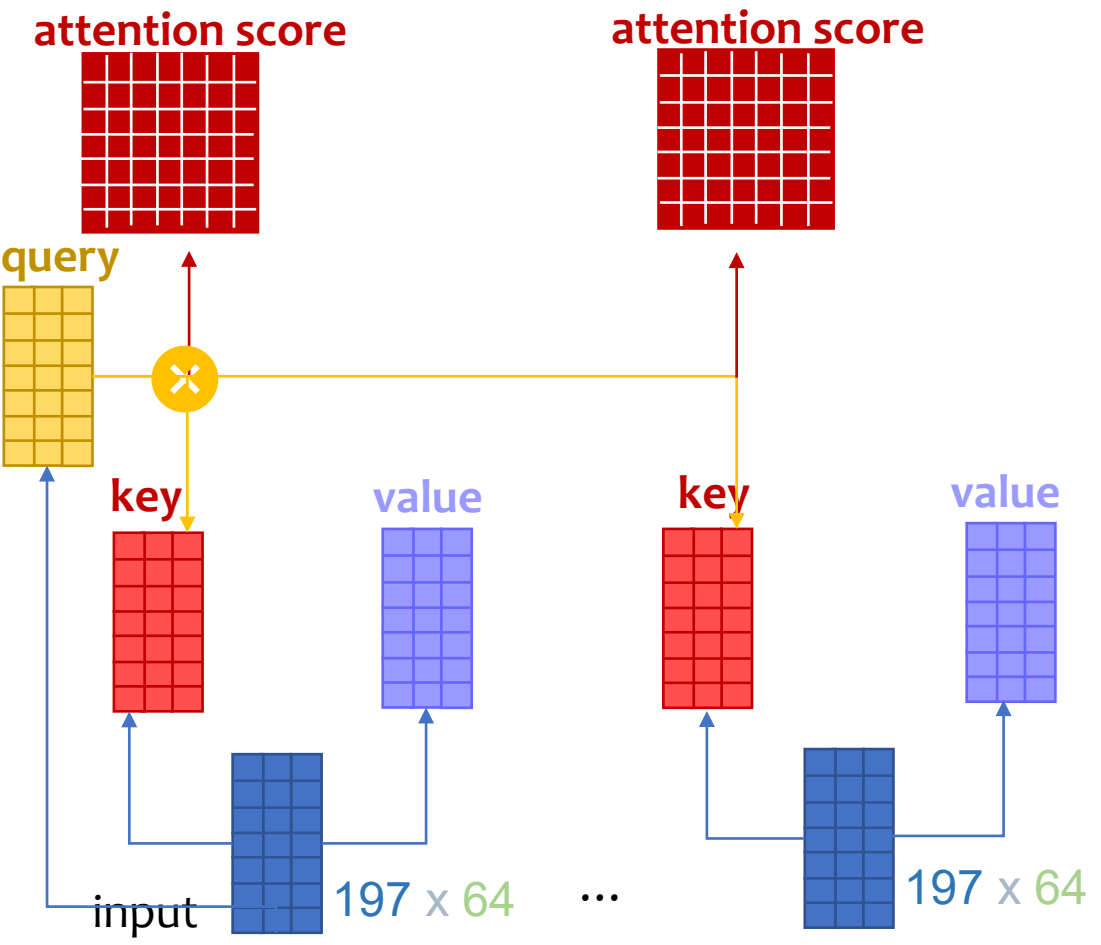 attention score
attention score
query
key
value
key
value
input
197 x 64
...
197 x 64